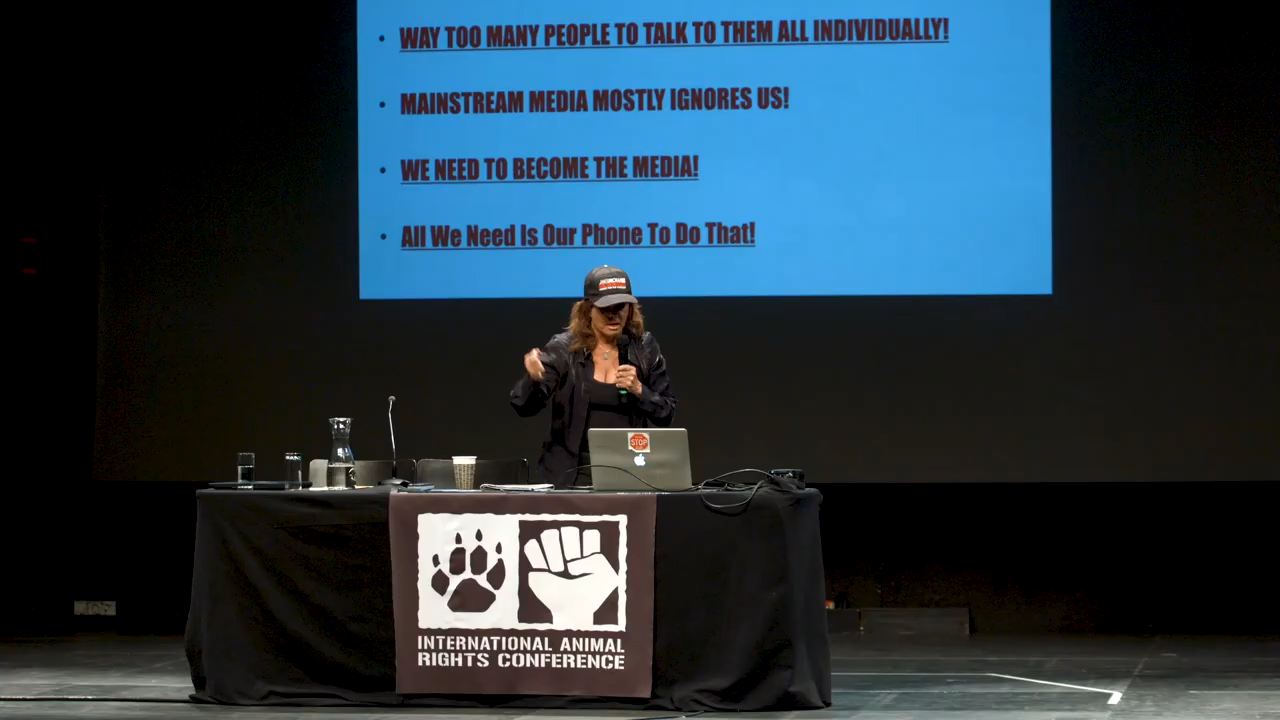 WAY TOO MANY PEOPLE TO TALK TO THEM ALL INDIVIDUALLY!
MAINSTREAM MEDIA MOSTLY IGNORES US!
WE NEED TO BECOME THE MEDIA!
All We Need Is Our Phone To Do That!
STOP
INTERNATIONAL ANIMAL
RIGHTS CONFERENCE